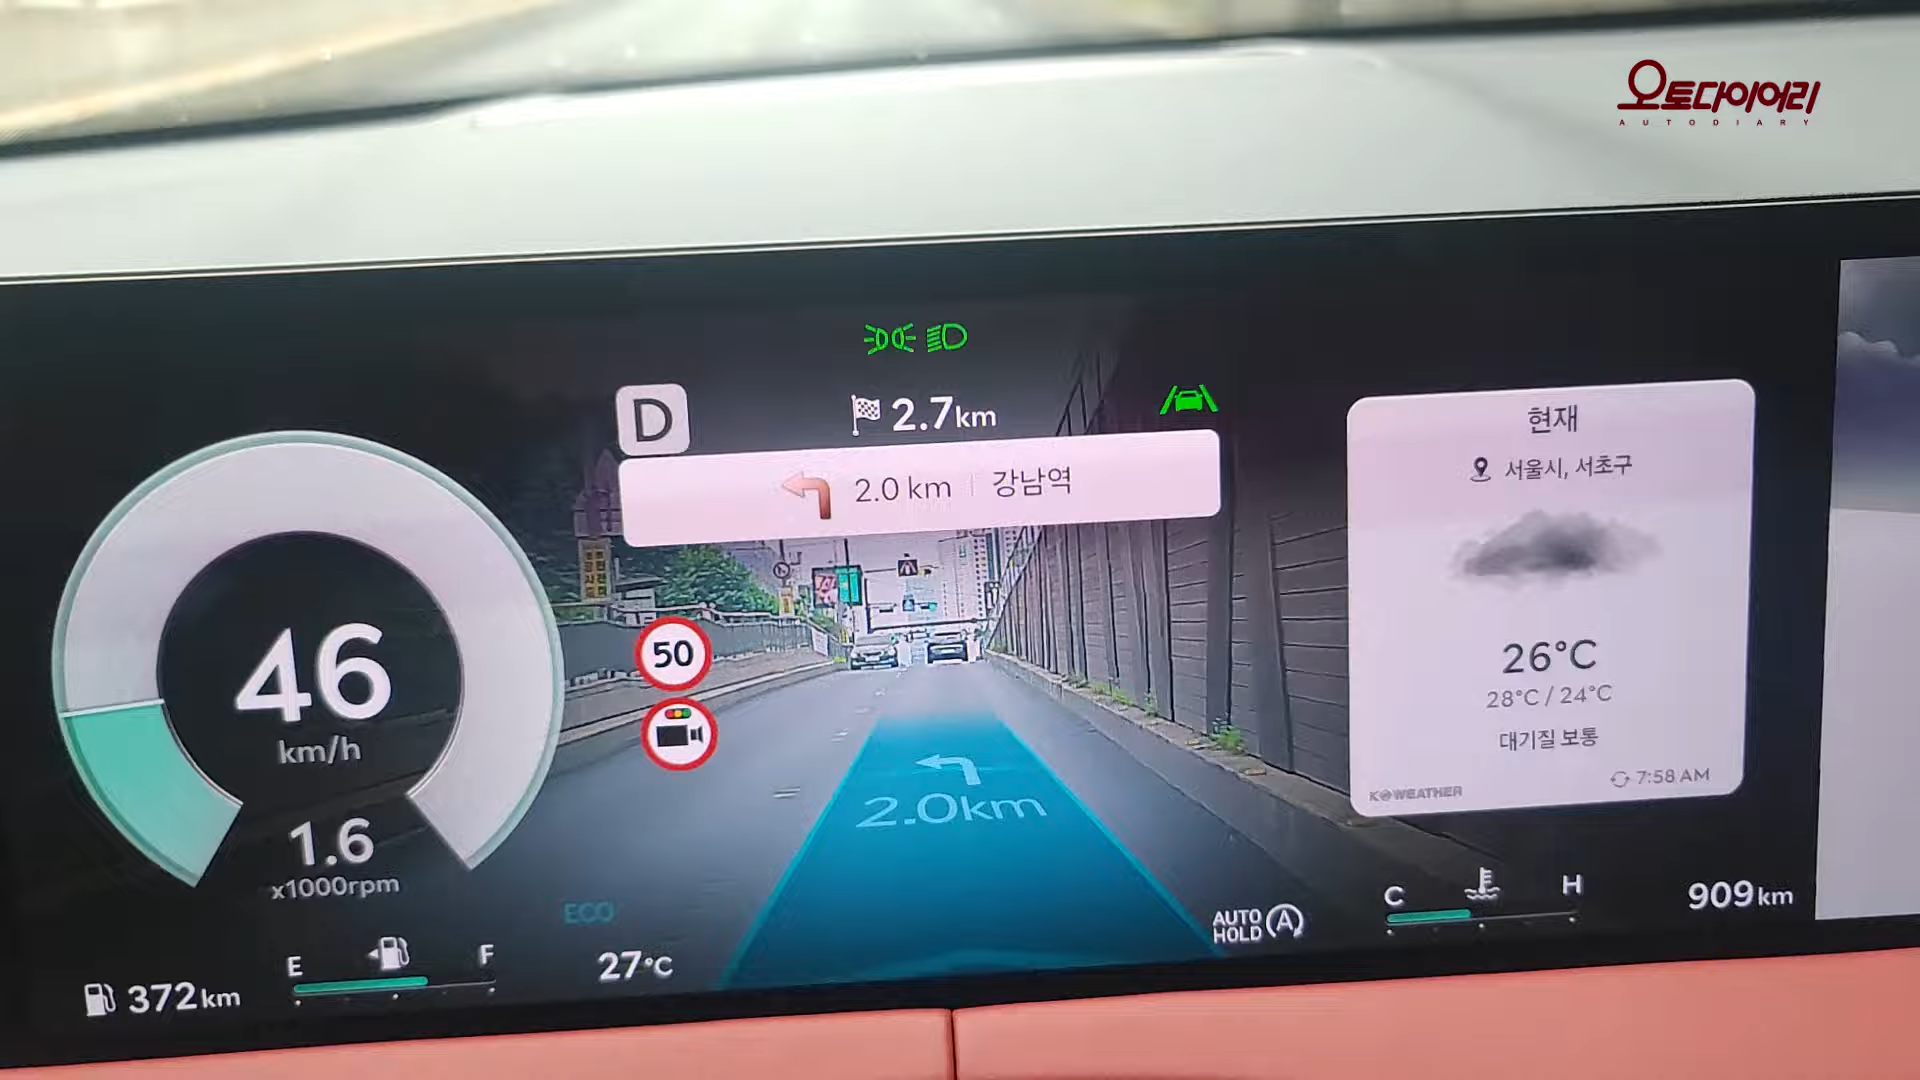 오토다이어리
AUTODIARY
D
2.7km
2.0 km
강남역
50
46
km/h
1.6
x1000rpm
2.0km
현재
서울시, 서초구
26°C
28°C / 24°C
대기질 보통
7:58 AM
K WEATHER
ECO
27°C
AUTO
HOLD
A
C
H
909km
E
F
372km